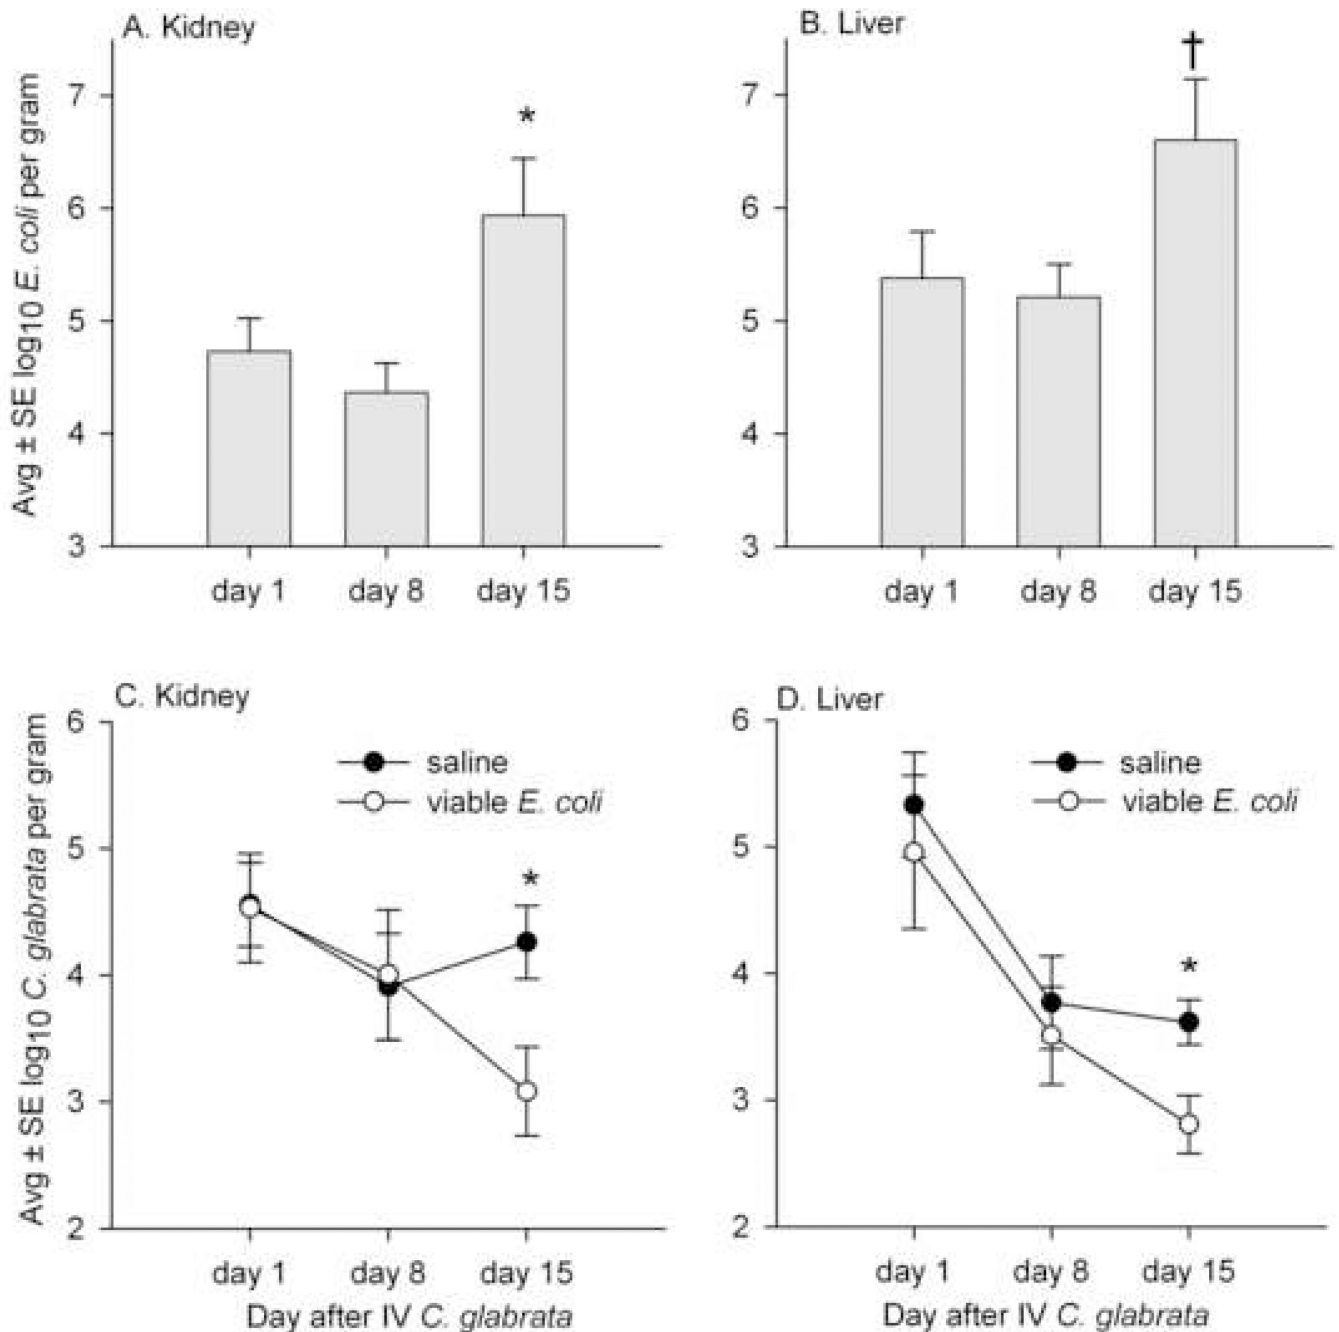 A. Kidney
Avg ± SE log10 E. coli per gram
7
6
5
4
3
*
day 1 day 8 day 15
B. Liver
7
6
5
4
3
†
day 1 day 8 day 15
C. Kidney
Avg ± SE log10 C. glabrata per gram
6
5
4
3
2
saline
viable E. coli
*
day 1 day 8 day 15
Day after IV C. glabrata
D. Liver
6
5
4
3
2
saline
viable E. coli
*
day 1 day 8 day 15
Day after IV C. glabrata